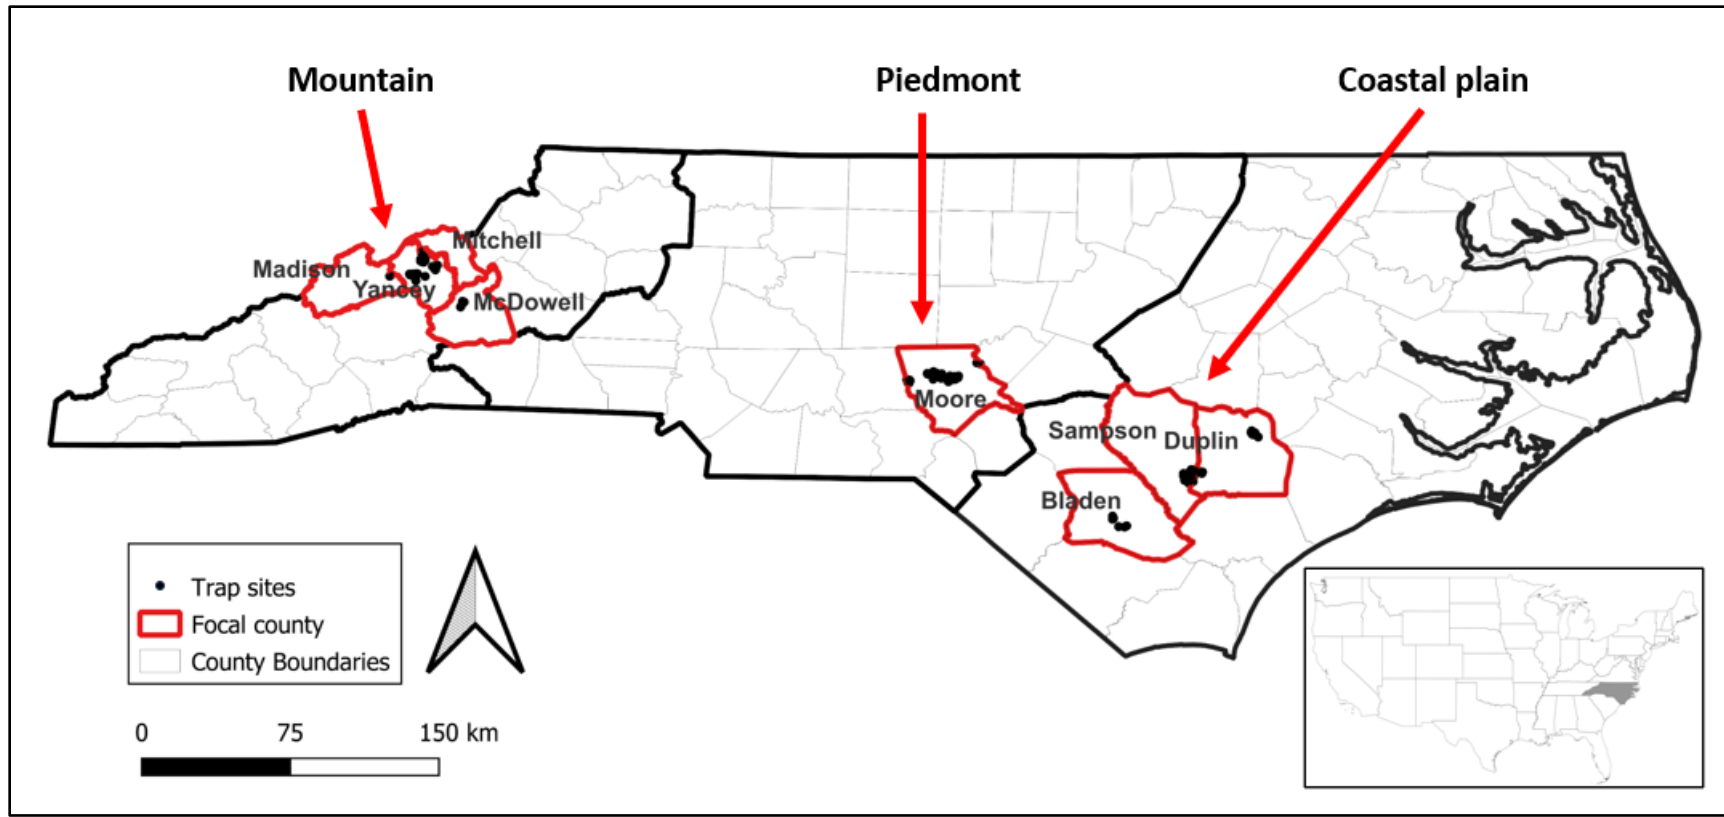 Mountain
Piedmont
Coastal plain
Mitchell
Madison
Yancey
McDowell
Moore
Sampson
Duplin
Bladen
Trap sites
Focal county
County Boundaries
0 75 150 km